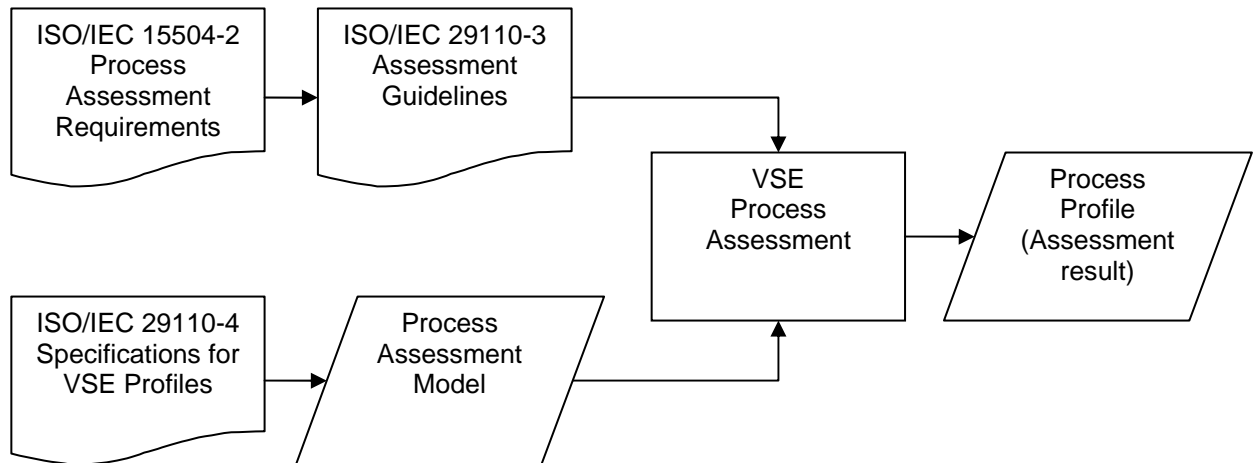 ISO/IEC 15504-2
Process
Assessment
Requirements
ISO/IEC 29110-3
Assessment
Guidelines
VSE
Process
Assessment
Process
Profile
(Assessment
result)
ISO/IEC 29110-4
Specifications for
VSE Profiles
Process
Assessment
Model